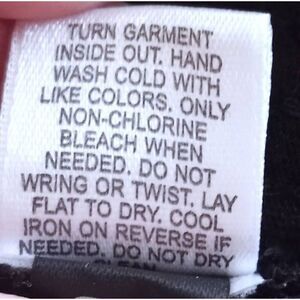 TURN GARMENT
INSIDE OUT. HAND
WASH COLD WITH
LIKE COLORS. ONLY
NON-CHLORINE
BLEACH WHEN
NEEDED. DO NOT
WRING OR TWIST. LAY
FLAT TO DRY. COOL
IRON ON REVERSE IF
NEEDED. DO NOT DRY